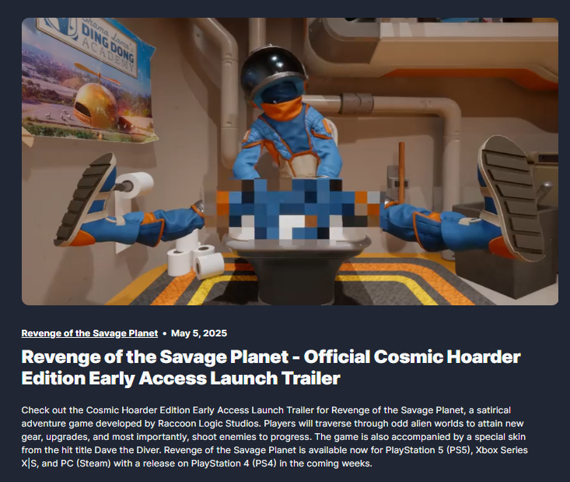 DING DONG
ACADEMY
Revenge of the Savage Planet • May 5, 2025
Revenge of the Savage Planet - Official Cosmic Hoarder
Edition Early Access Launch Trailer
Check out the Cosmic Hoarder Edition Early Access Launch Trailer for Revenge of the Savage Planet, a satirical
adventure game developed by Raccoon Logic Studios. Players will traverse through odd alien worlds to attain new
gear, upgrades, and most importantly, shoot enemies to progress. The game is also accompanied by a special skin
from the hit title Dave the Diver. Revenge of the Savage Planet is available now for PlayStation 5 (PS5), Xbox Series
X|S, and PC (Steam) with a release on PlayStation 4 (PS4) in the coming weeks.